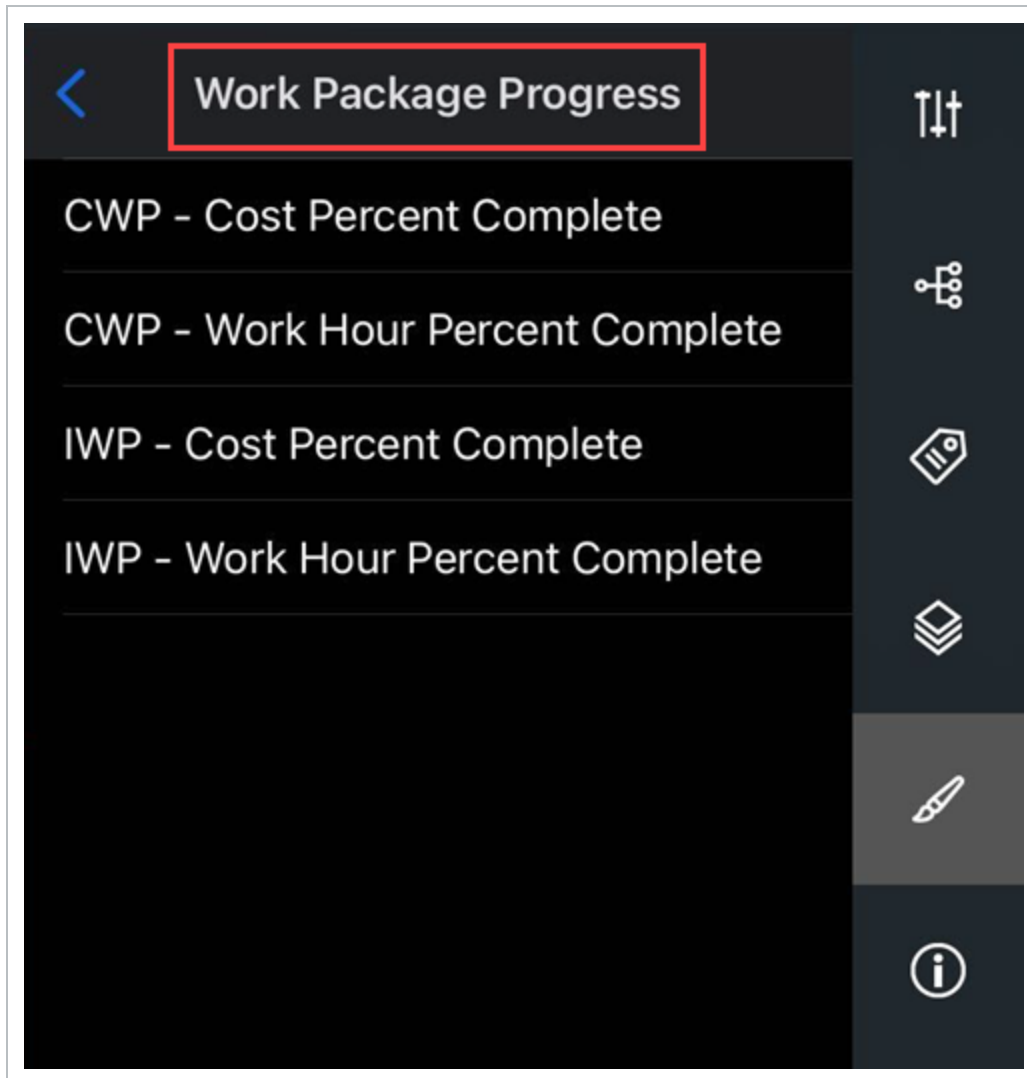 Work Package Progress
CWP - Cost Percent Complete
CWP - Work Hour Percent Complete
IWP - Cost Percent Complete
IWP - Work Hour Percent Complete